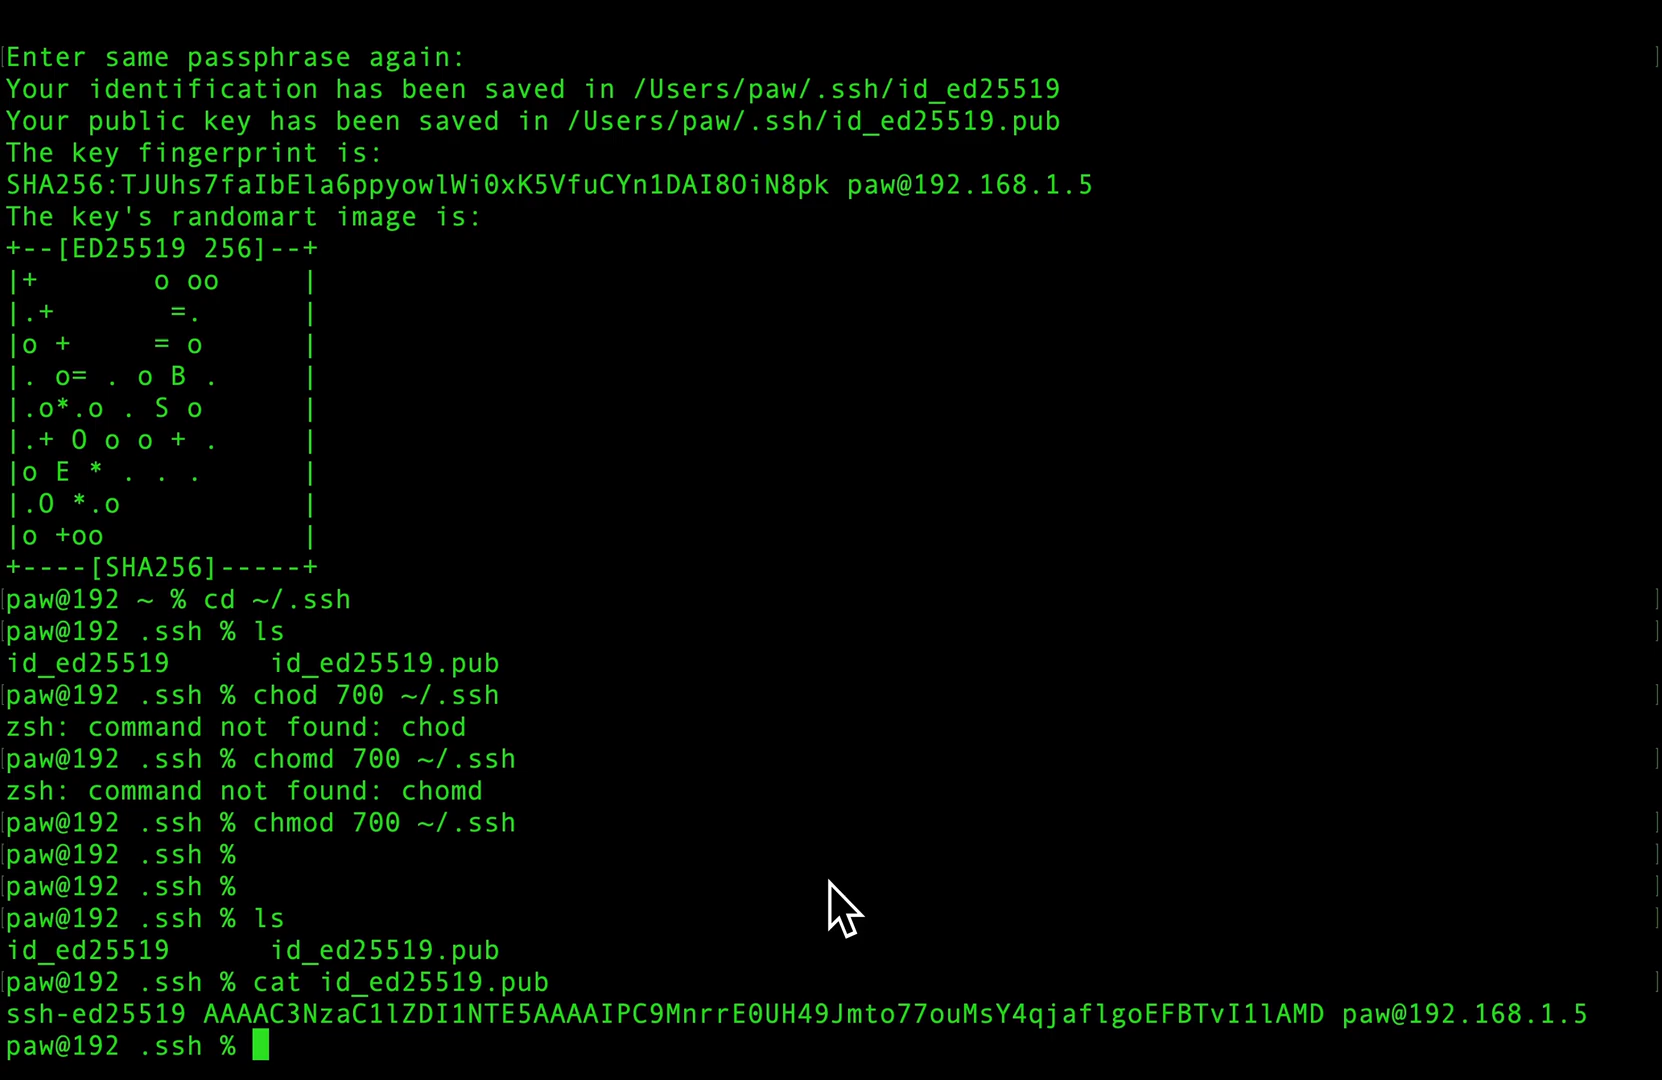 Enter same passphrase again:
Your identification has been saved in /Users/paw/.ssh/id_ed25519
Your public key has been saved in /Users/paw/.ssh/id_ed25519.pub
The key fingerprint is:
SHA256:TJUhs7faIbEla6ppyowlWi0xK5VfuCYn1DAI8OiN8pk paw@192.168.1.5
The key's randomart image is:
+--[ED25519 256]--+
|+       o oo     |
|.+       =.      |
|o +     = o      |
|. o= . o B .     |
|.o*.o . S o      |
|.+ O o o + .     |
|o E * . . .      |
|.O *.o           |
|o +oo            |
+----[SHA256]-----+
paw@192 ~ % cd ~/.ssh
paw@192 .ssh % ls
id_ed25519      id_ed25519.pub
paw@192 .ssh % chod 700 ~/.ssh
zsh: command not found: chod
paw@192 .ssh % chomd 700 ~/.ssh
zsh: command not found: chomd
paw@192 .ssh % chmod 700 ~/.ssh
paw@192 .ssh %
paw@192 .ssh %
paw@192 .ssh % ls
id_ed25519      id_ed25519.pub
paw@192 .ssh % cat id_ed25519.pub
ssh-ed25519 AAAAC3NzaC1lZDI1NTE5AAAAIPC9MnrrE0UH49Jmto77ouMsY4qjaflgoEFBTvI1lAMD paw@192.168.1.5
paw@192 .ssh %